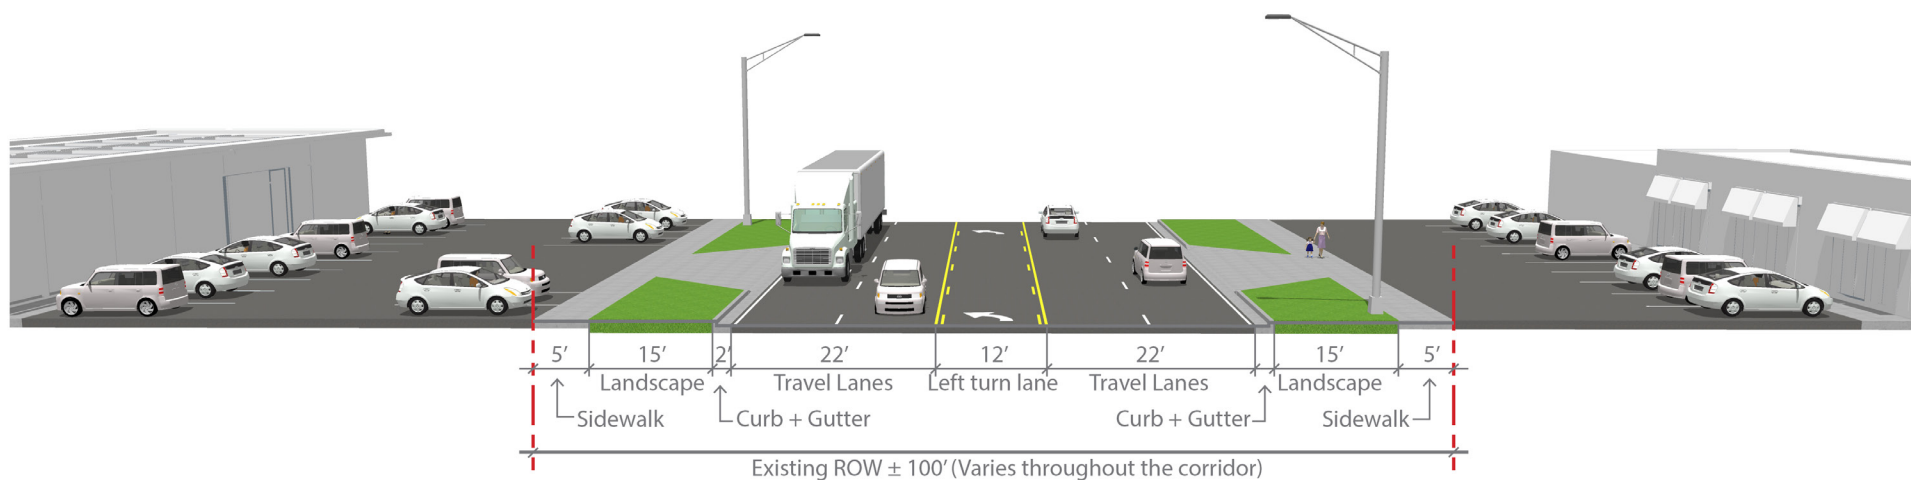 5’ 15’ 2’ 22’ 12’ 22’ 15’ 5’
Landscape Travel Lanes Left turn lane Travel Lanes Landscape
Sidewalk Curb + Gutter Curb + Gutter Sidewalk
Existing ROW ± 100’ (Varies throughout the corridor)